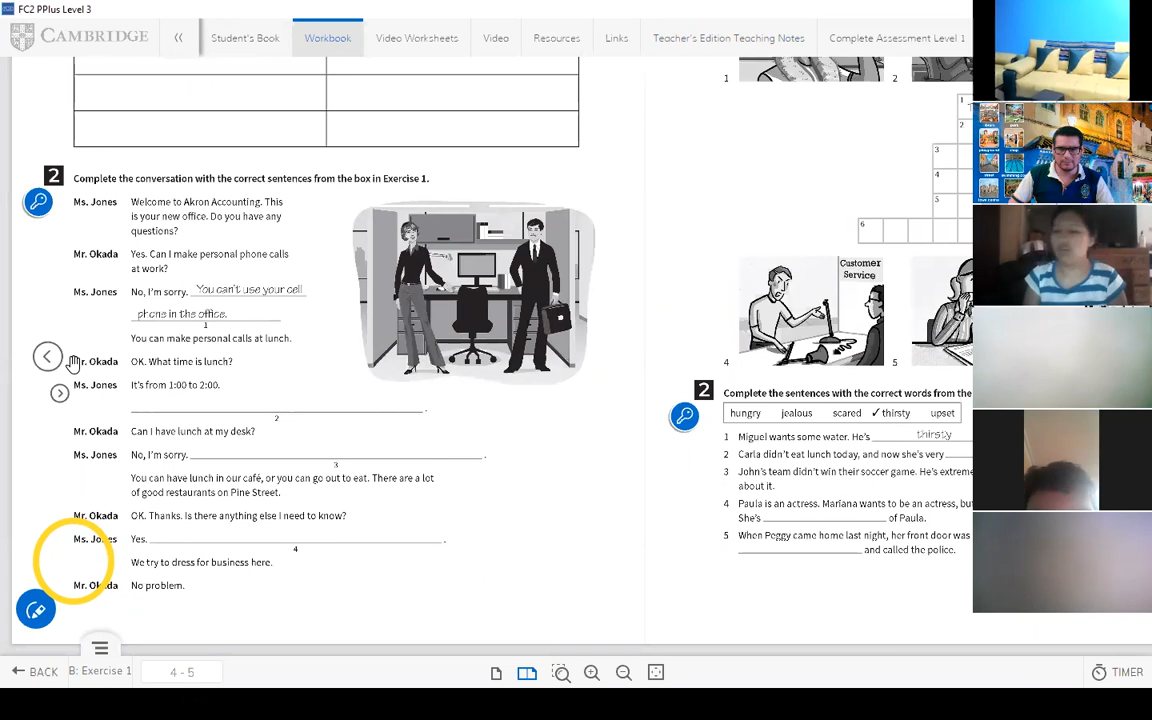 FC2 PPlus Level 3
CAMBRIDGE
Student's Book
Workbook
Video Worksheets
Video
Resources
Links
Teacher's Edition Teaching Notes
Complete Assessment Level 1
2 Complete the conversation with the correct sentences from the box in Exercise 1.
Ms. Jones Welcome to Akron Accounting. This
is your new office. Do you have any
questions?
Mr. Okada Yes. Can I make personal phone calls
at work?
Ms. Jones No, I'm sorry. You can't use your cell
phone in the office.
1
You can make personal calls at lunch.
Mr. Okada OK. What time is lunch?
Ms. Jones It's from 1:00 to 2:00.
.
2
Mr. Okada Can I have lunch at my desk?
Ms. Jones No, I'm sorry. .
3
You can have lunch in our café, or you can go out to eat. There are a lot
of good restaurants on Pine Street.
Mr. Okada OK. Thanks. Is there anything else I need to know?
Ms. Jones Yes. .
4
We try to dress for business here.
Mr. Okada No problem.
1 2
1
2
3
4
5
6
Customer
Service
4 5
2 Complete the sentences with the correct words from the
hungry jealous scared ✓thirsty upset
1 Miguel wants some water. He's thirsty
2 Carla didn't eat lunch today, and now she's very
3 John's team didn't win their soccer game. He's extreme
about it.
4 Paula is an actress. Mariana wants to be an actress, bu
She's of Paula.
5 When Peggy came home last night, her front door was
and called the police.
BACK
B: Exercise 1
4 - 5
TIMER